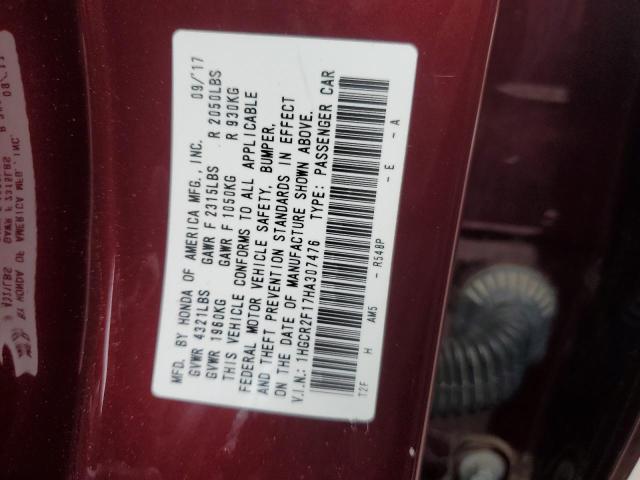 MFD. BY HONDA OF AMERICA MFG., INC. 09/'17
GVWR 4321LBS GAWR F 2315LBS R 2050LBS
GVWR 1960KG GAWR F 1050KG R 930KG
THIS VEHICLE CONFORMS TO ALL APPLICABLE
FEDERAL MOTOR VEHICLE SAFETY, BUMPER,
AND THEFT PREVENTION STANDARDS IN EFFECT
ON THE DATE OF MANUFACTURE SHOWN ABOVE.
V.I.N.: 1HGCR2F17HA307476 TYPE: PASSENGER CAR
T2F H AM5 - R548P - E - A